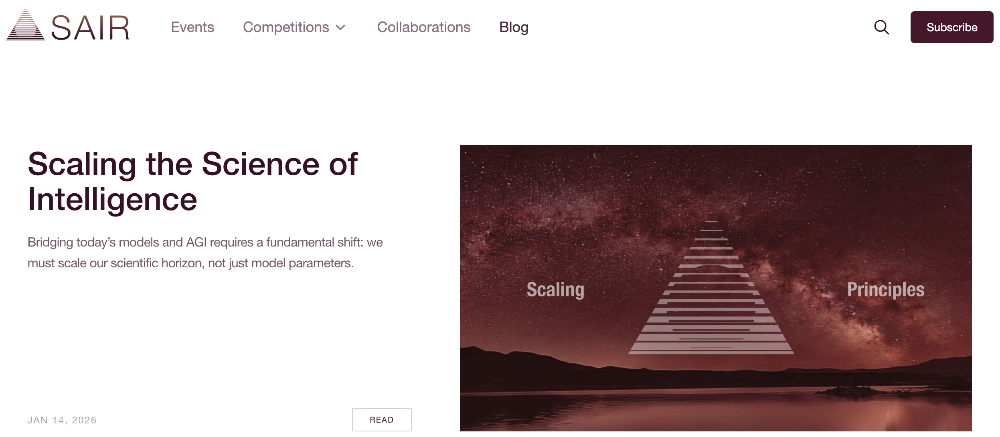 SAIR
Events
Competitions
Collaborations
Blog
Subscribe
Scaling the Science of
Intelligence
Bridging today’s models and AGI requires a fundamental shift: we
must scale our scientific horizon, not just model parameters.
JAN 14, 2026
READ
Scaling
Principles